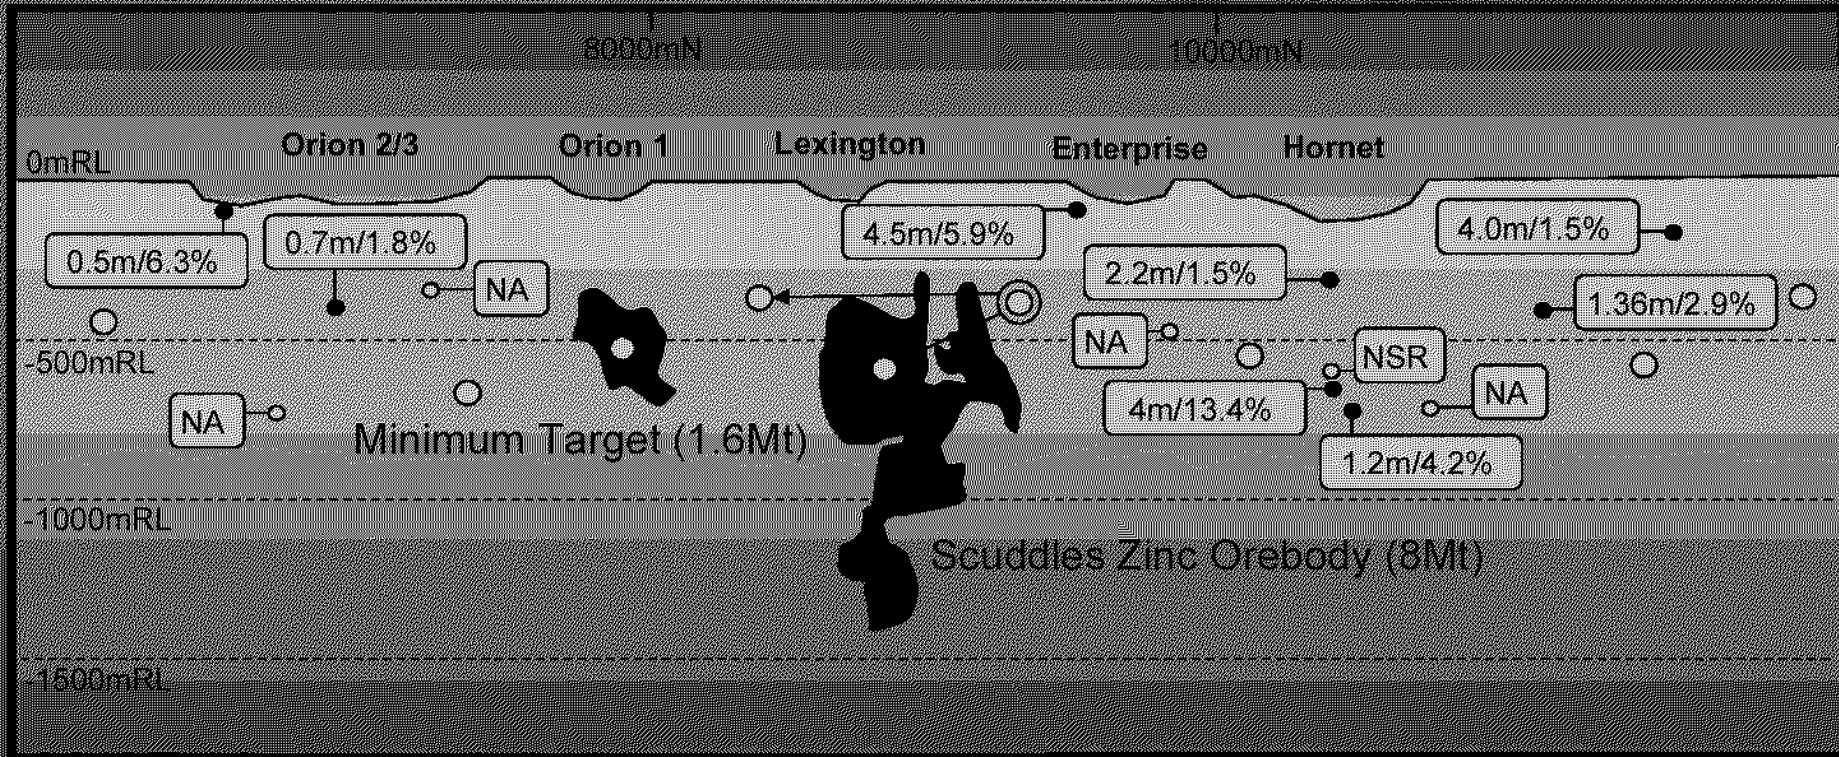 8000mN
10000mN
Orion 2/3
Orion 1
Lexington
Enterprise
Hornet
0mRL
0.5m/6.3%
0.7m/1.8%
NA
4.5m/5.9%
2.2m/1.5%
4.0m/1.5%
1.36m/2.9%
NA
NSR
-500mRL
NA
4m/13.4%
NA
Minimum Target (1.6Mt)
1.2m/4.2%
-1000mRL
Scuddles Zinc Orebody (8Mt)
-1500mRL